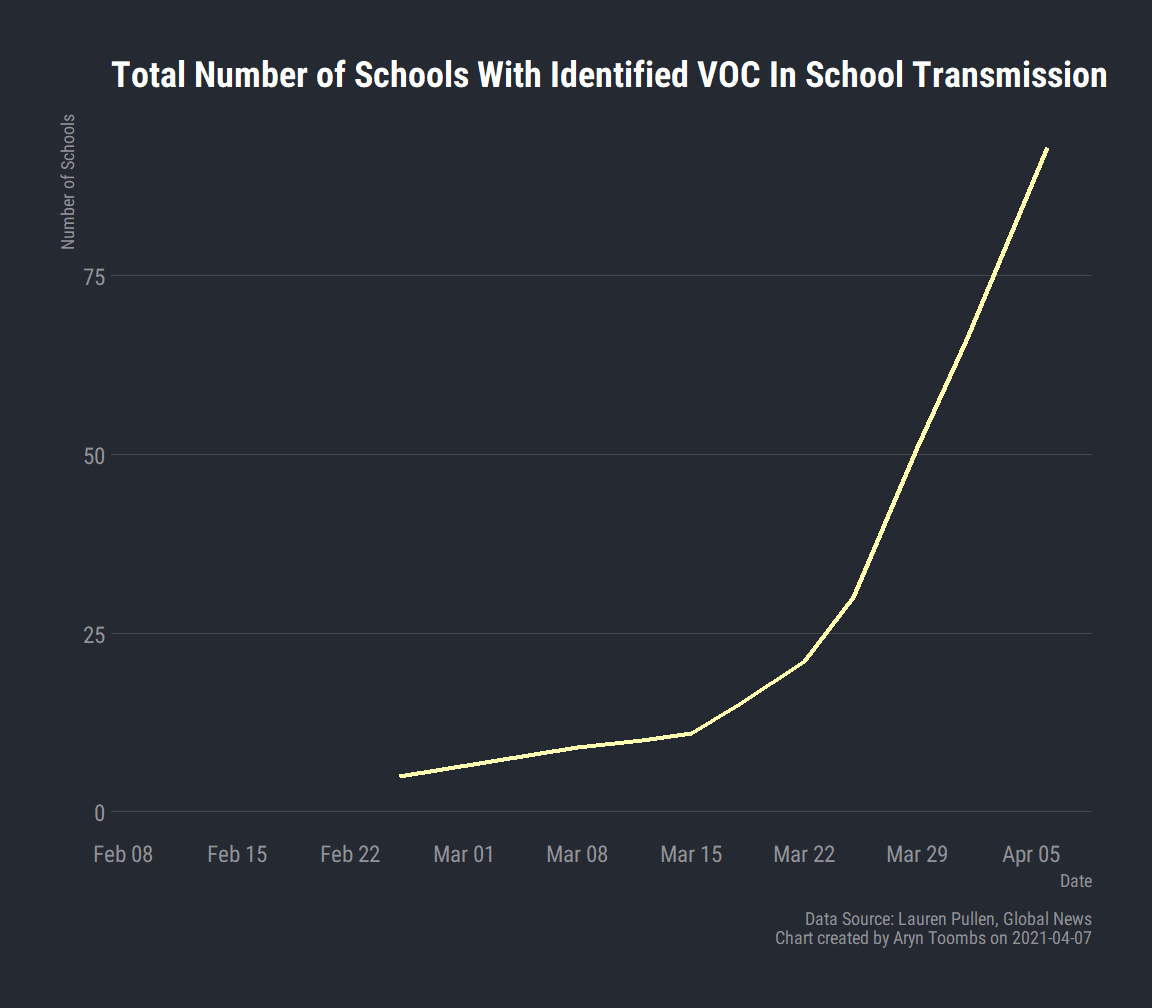 Total Number of Schools With Identified VOC In School Transmission
Number of Schools
75
50
25
0
Feb 08 Feb 15 Feb 22 Mar 01 Mar 08 Mar 15 Mar 22 Mar 29 Apr 05
Date
Data Source: Lauren Pullen, Global News
Chart created by Aryn Toombs on 2021-04-07